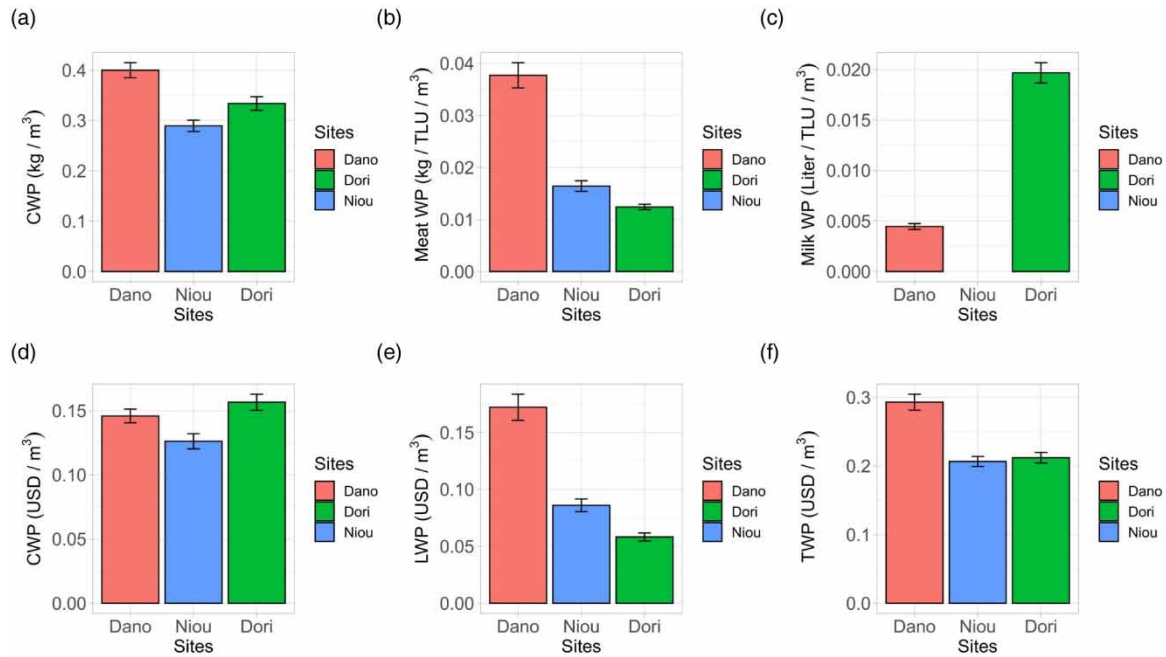 (a)
CWP (kg / m³)
0.4
0.3
0.2
0.1
0.0
Dano
Niou
Dori
Sites
Sites
Dano
Dori
Niou
(b)
Meat WP (kg / TLU / m³)
0.04
0.03
0.02
0.01
0.00
Dano
Niou
Dori
Sites
Sites
Dano
Dori
Niou
(c)
Milk WP (Liter / TLU / m³)
0.020
0.015
0.010
0.005
0.000
Dano
Niou
Dori
Sites
Sites
Dano
Dori
Niou
(d)
CWP (USD / m³)
0.15
0.10
0.05
0.00
Dano
Niou
Dori
Sites
Sites
Dano
Dori
Niou
(e)
LWP (USD / m³)
0.15
0.10
0.05
0.00
Dano
Niou
Dori
Sites
Sites
Dano
Dori
Niou
(f)
TWP (USD / m³)
0.3
0.2
0.1
0.0
Dano
Niou
Dori
Sites
Sites
Dano
Dori
Niou